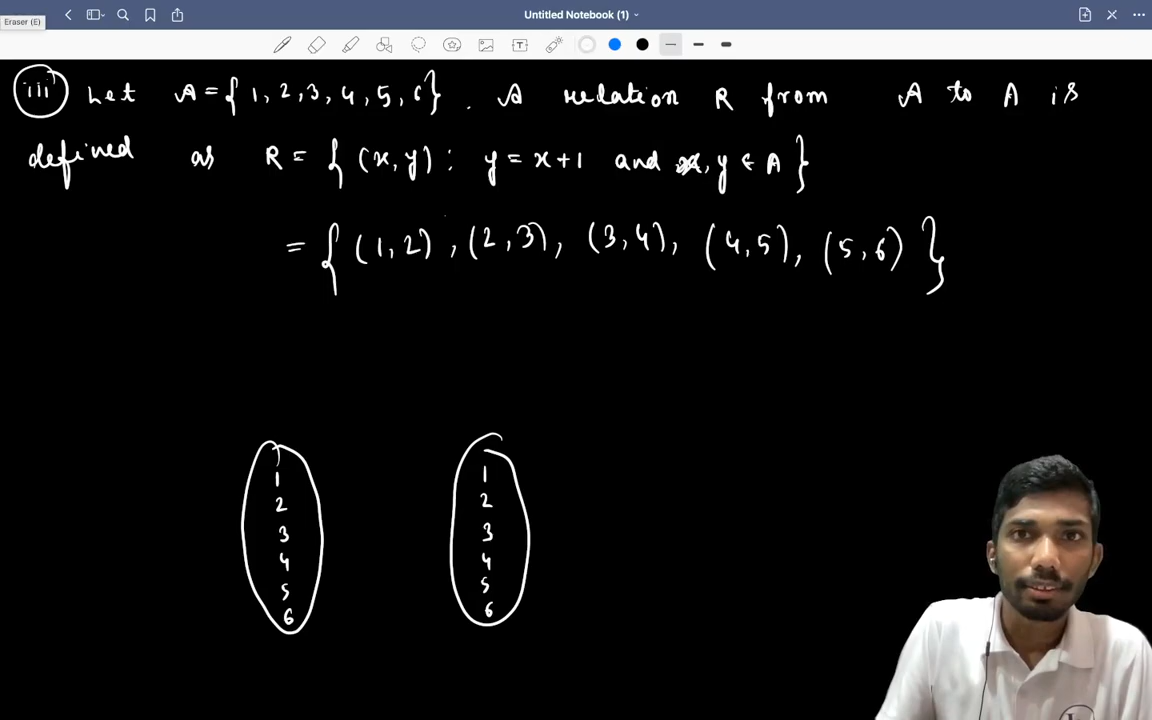 Eraser (E)
Untitled Notebook (1)
iii Let A = { 1, 2, 3, 4, 5, 6 } . A relation R from A to A is
defined as R = { (x, y) : y = x + 1 and x, y ∈ A }
= { (1, 2) , (2, 3), (3, 4), (4, 5), (5, 6) }
1 1
2 2
3 3
4 4
5 5
6 6